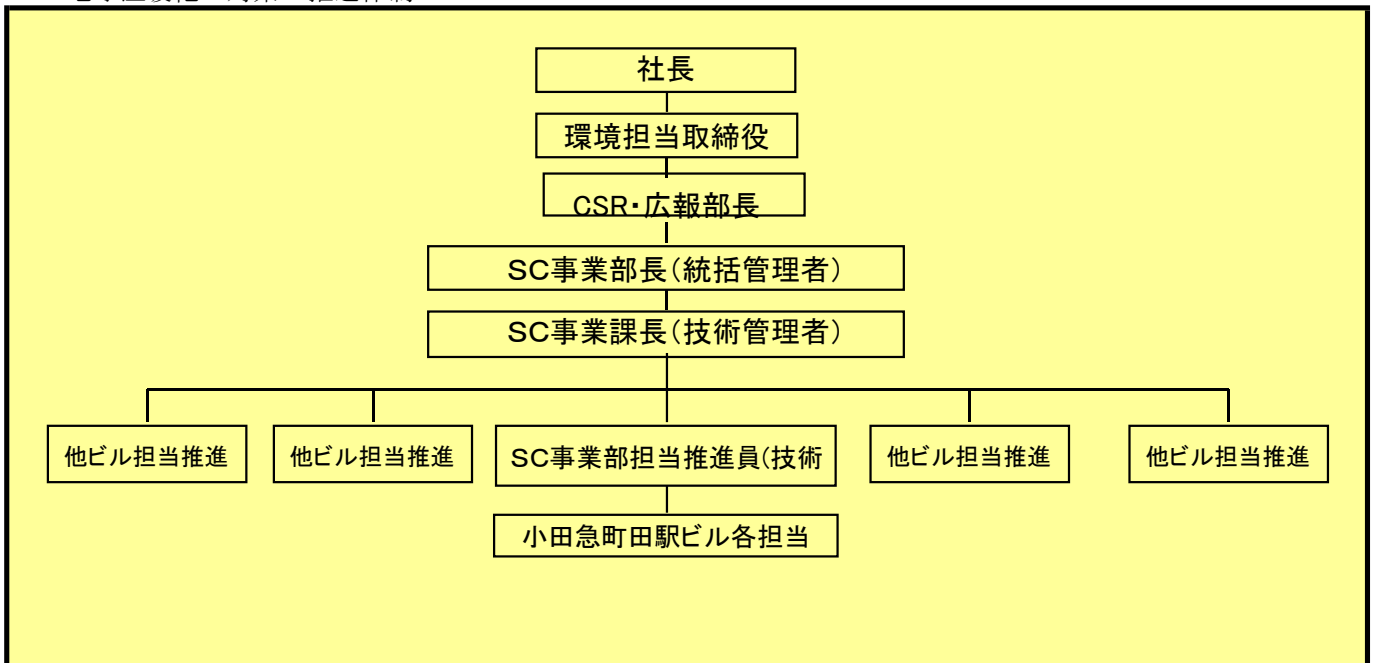 社長
環境担当取締役
CSR・広報部長
SC事業部長(統括管理者)
SC事業課長(技術管理者)
他ビル担当推進 他ビル担当推進 SC事業部担当推進員(技術 他ビル担当推進 他ビル担当推進
小田急町田駅ビル各担当